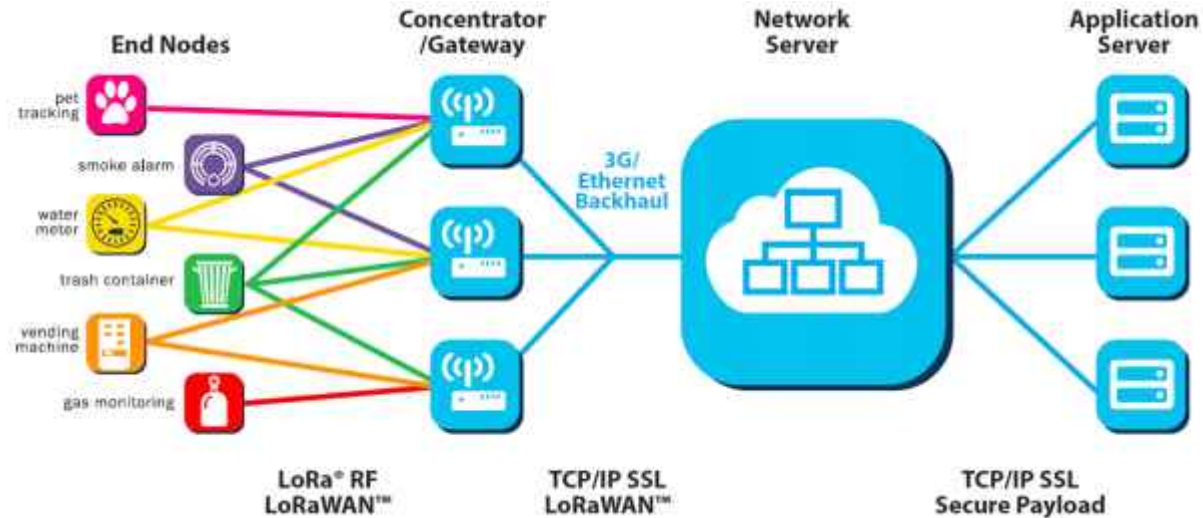 End Nodes
Concentrator
/Gateway
Network
Server
Application
Server
pet
tracking
smoke alarm
water
meter
trash container
vending
machine
gas monitoring
3G/
Ethernet
Backhaul
LoRa® RF
LoRaWAN™
TCP/IP SSL
LoRaWAN™
TCP/IP SSL
Secure Payload